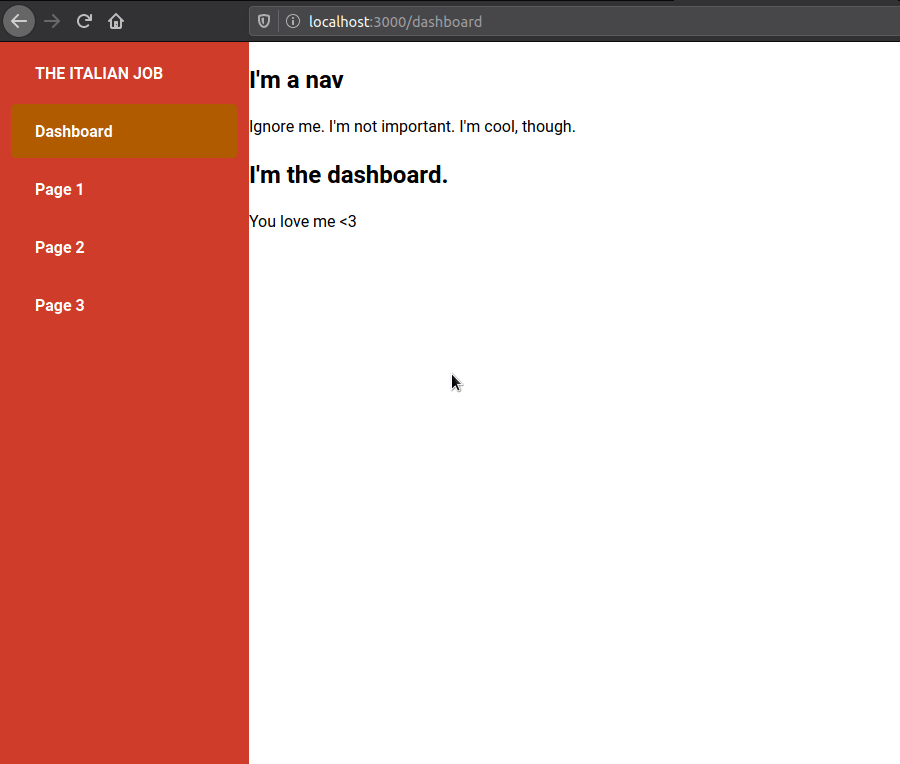 localhost:3000/dashboard
THE ITALIAN JOB
Dashboard
Page 1
Page 2
Page 3
I'm a nav
Ignore me. I'm not important. I'm cool, though.
I'm the dashboard.
You love me <3